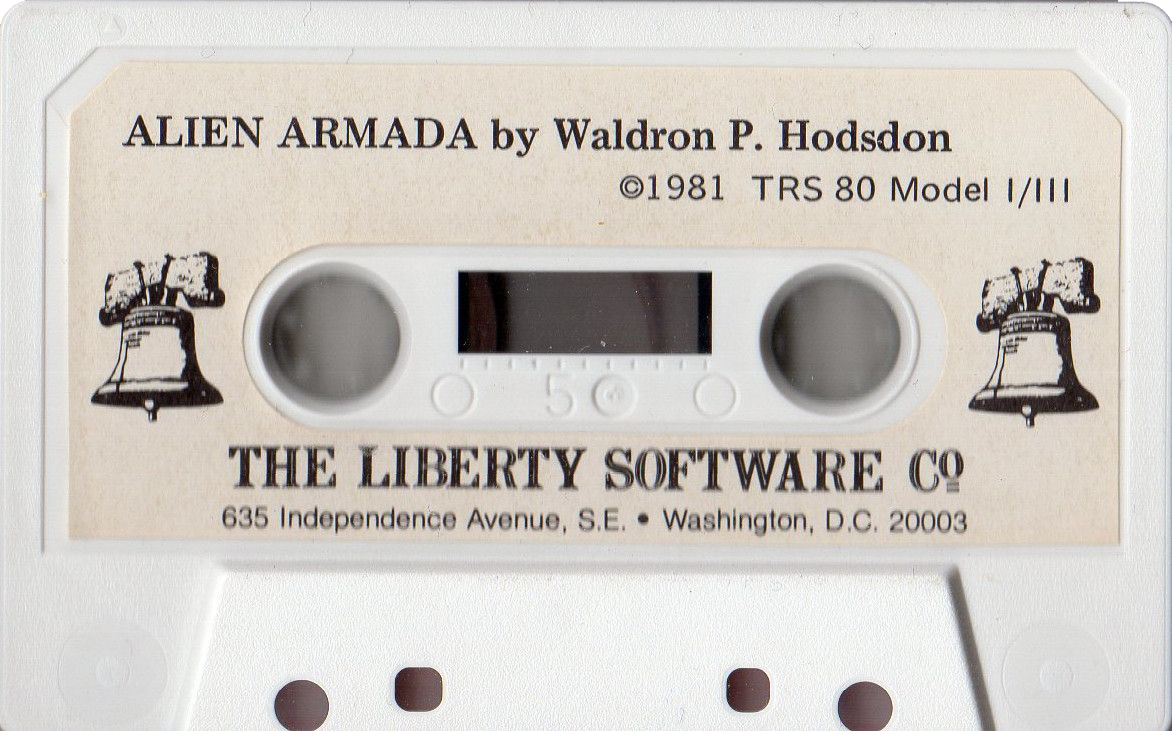 ALIEN ARMADA by Waldron P. Hodsdon
©1981 TRS 80 Model I/III
5
THE LIBERTY SOFTWARE Cº
635 Independence Avenue, S.E. • Washington, D.C. 20003